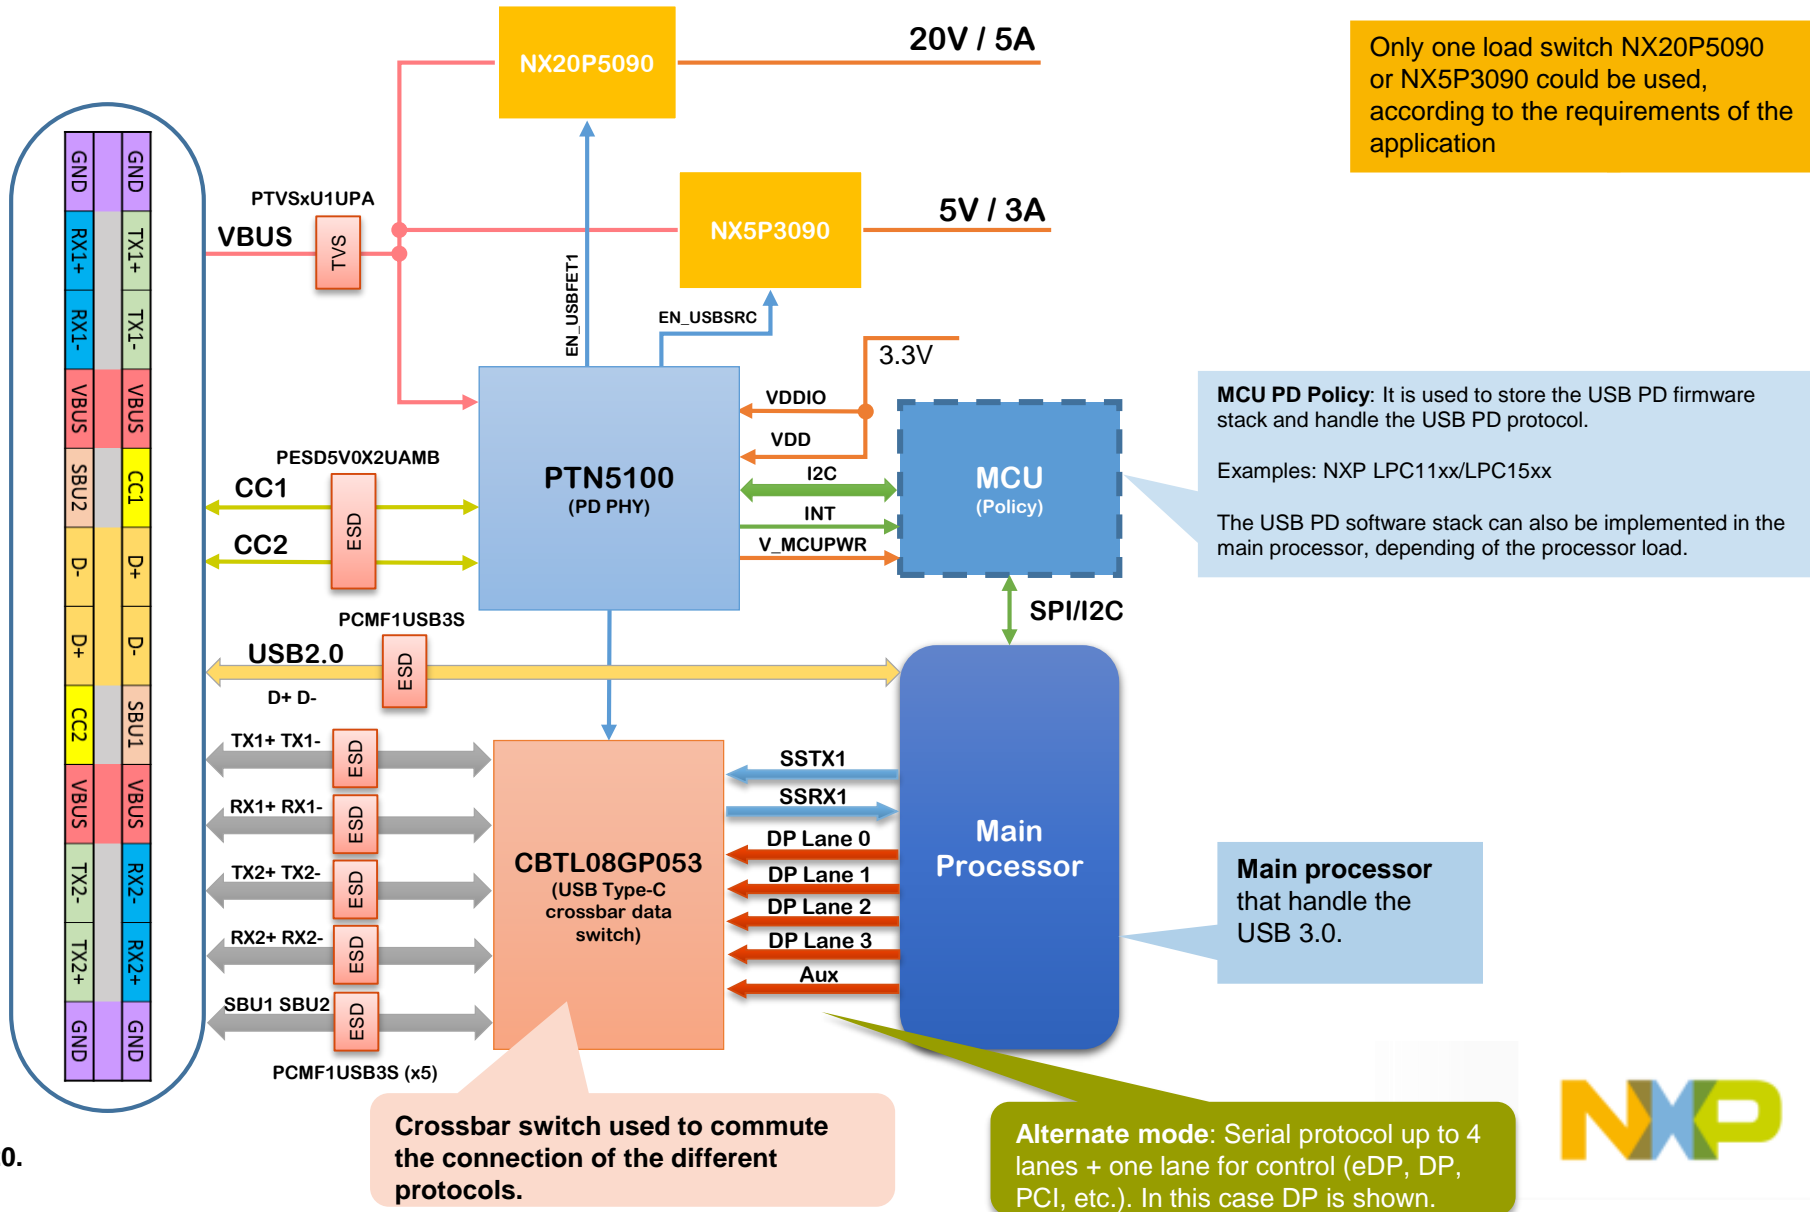 NX20P5090
20V / 5A
Only one load switch NX20P5090
or NX5P3090 could be used,
according to the requirements of the
application
GND
GND
RX1+
TX1+
RX1-
TX1-
VBUS
VBUS
SBU2
CC1
D-
D+
D+
D-
CC2
SBU1
VBUS
VBUS
TX2-
RX2-
TX2+
RX2+
GND
GND
PTVSxU1UPA
VBUS
TVS
NX5P3090
5V / 3A
EN_USBFET1
EN_USBSRC
3.3V
VDDIO
VDD
I2C
INT
V_MCUPWR
PTN5100
(PD PHY)
MCU
(Policy)
MCU PD Policy: It is used to store the USB PD firmware
stack and handle the USB PD protocol.
Examples: NXP LPC11xx/LPC15xx
The USB PD software stack can also be implemented in the
main processor, depending of the processor load.
PESD5V0X2UAMB
CC1
CC2
ESD
SPI/I2C
PCMF1USB3S
USB2.0
ESD
D+ D-
TX1+ TX1-
ESD
RX1+ RX1-
ESD
TX2+ TX2-
ESD
RX2+ RX2-
ESD
SBU1 SBU2
ESD
PCMF1USB3S (x5)
CBTL08GP053
(USB Type-C
crossbar data
switch)
SSTX1
SSRX1
DP Lane 0
DP Lane 1
DP Lane 2
DP Lane 3
Aux
Main
Processor
Main processor
that handle the
USB 3.0.
Crossbar switch used to commute
the connection of the different
protocols.
Alternate mode: Serial protocol up to 4
lanes + one lane for control (eDP, DP,
PCI, etc.). In this case DP is shown.
NXP
0.